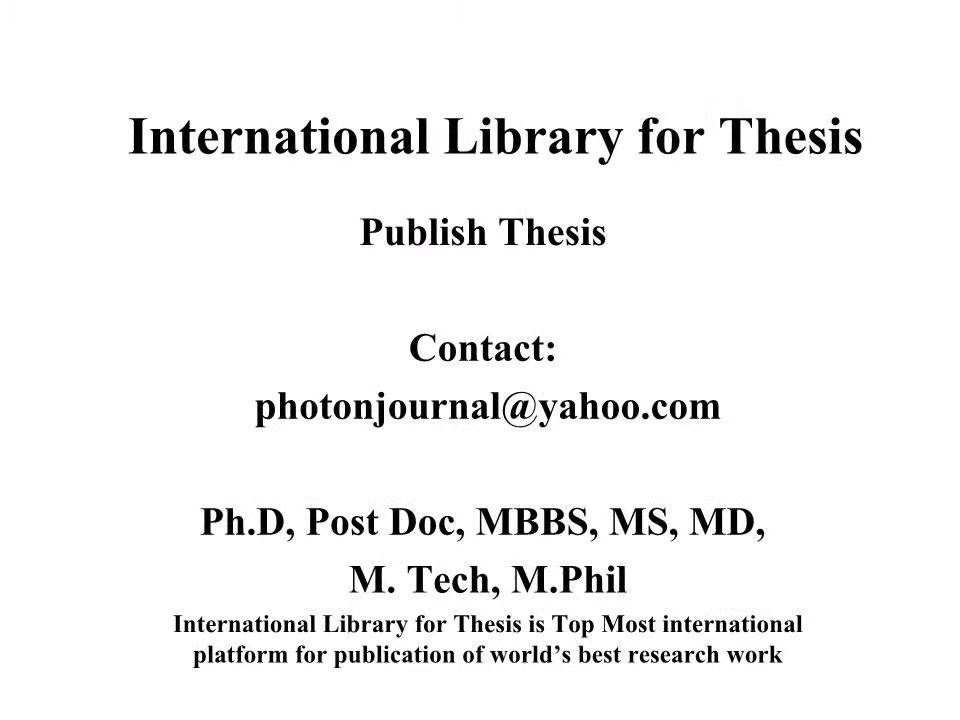 International Library for Thesis
Publish Thesis
Contact:
photonjournal@yahoo.com
Ph.D, Post Doc, MBBS, MS, MD,
M. Tech, M.Phil
International Library for Thesis is Top Most international
platform for publication of world’s best research work